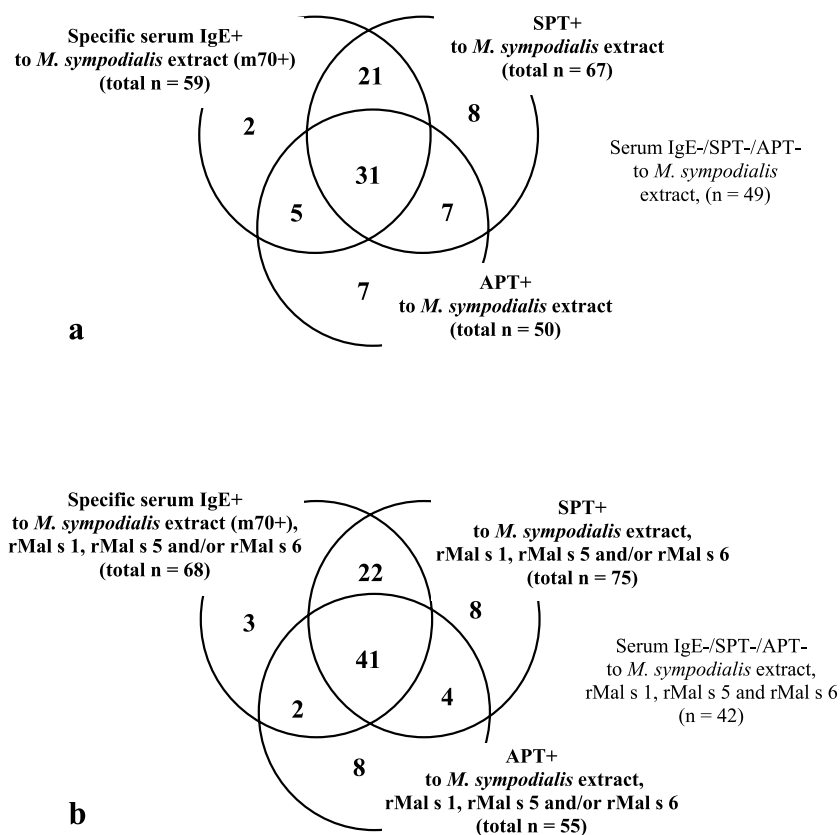 Specific serum IgE+
to M. sympodialis extract (m70+)
(total n = 59)
SPT+
to M. sympodialis extract
(total n = 67)
21
2
8
31
5
7
Serum IgE-/SPT-/APT-
to M. sympodialis
extract, (n = 49)
7
APT+
to M. sympodialis extract
(total n = 50)
a
Specific serum IgE+
to M. sympodialis extract (m70+),
rMal s 1, rMal s 5 and/or rMal s 6
(total n = 68)
SPT+
to M. sympodialis extract,
rMal s 1, rMal s 5 and/or rMal s 6
(total n = 75)
22
3
8
41
2
4
Serum IgE-/SPT-/APT-
to M. sympodialis extract,
rMal s 1, rMal s 5 and rMal s 6
(n = 42)
8
APT+
to M. sympodialis extract,
rMal s 1, rMal s 5 and/or rMal s 6
(total n = 55)
b